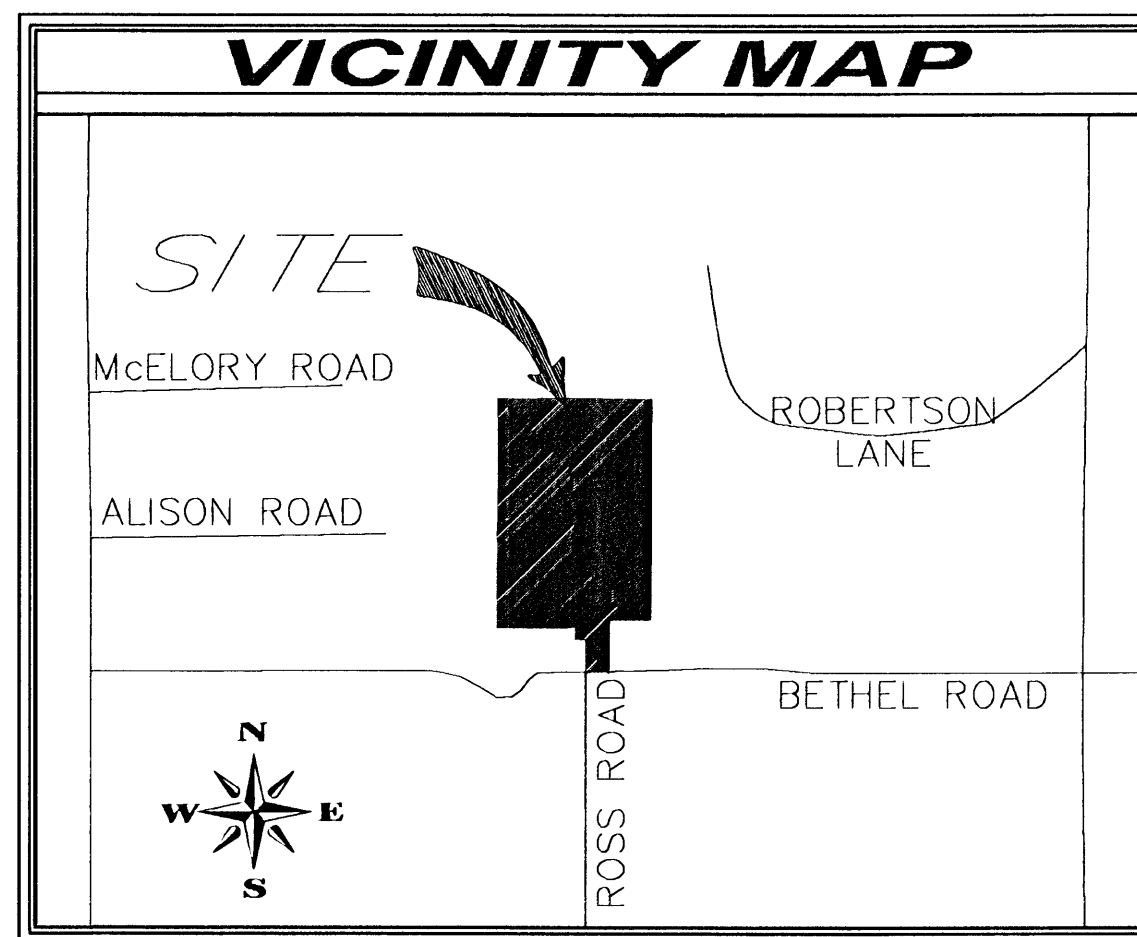 VICINITY MAP
SITE
McELORY ROAD
ROBERTSON
LANE
ALISON ROAD
BETHEL ROAD
ROSS ROAD
N
W E
S